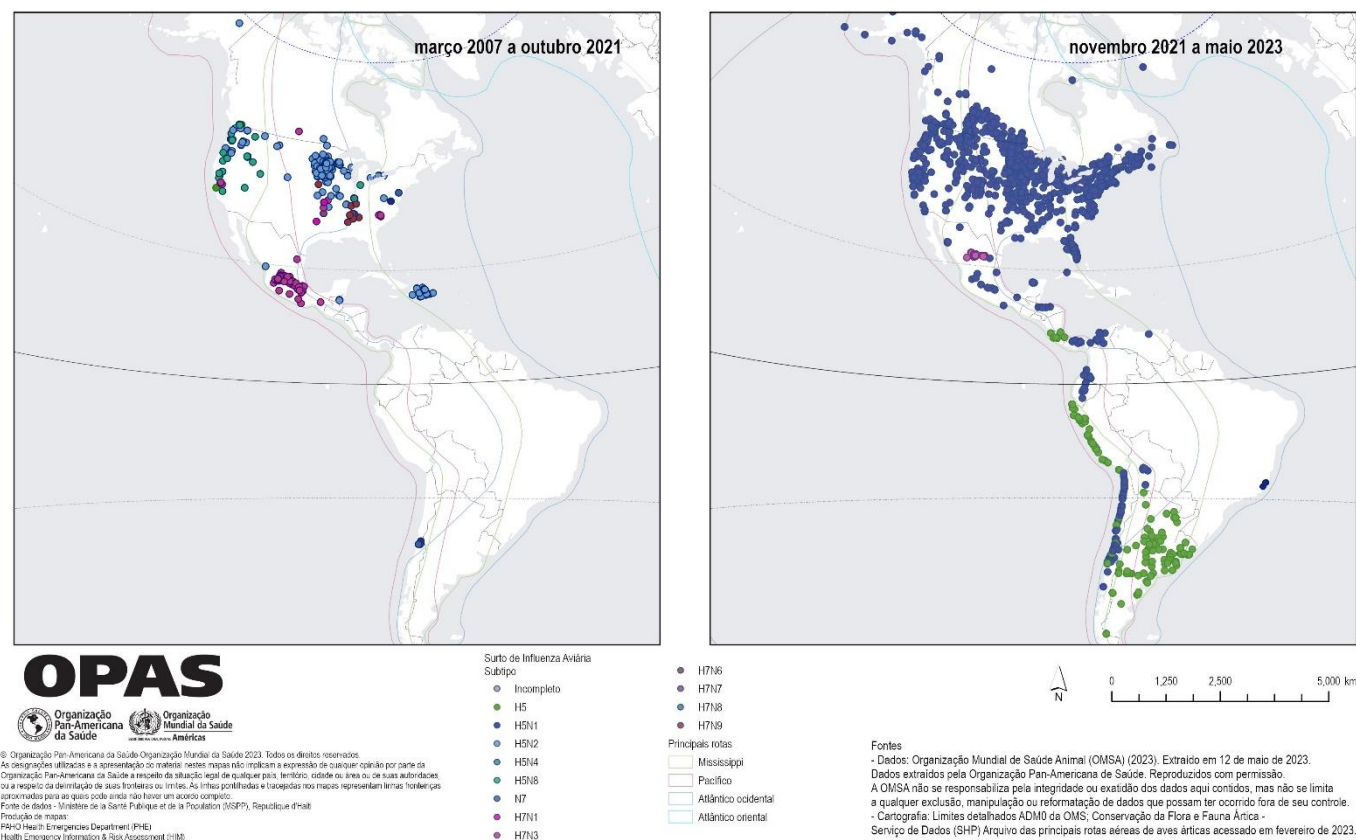 março 2007 a outubro 2021
novembro 2021 a maio 2023
OPAS
Organização
Pan-Americana
da Saúde
Organização
Mundial da Saúde
Américas
© Organização Pan-Americana da Saúde-Organização Mundial da Saúde 2023. Todos os direitos reservados.
As designações utilizadas e a apresentação do material nestes mapas não implicam a expressão de qualquer opinião por parte da
Organização Pan-Americana da Saúde a respeito da situação legal de qualquer país, território, cidade ou área ou de suas autoridades,
ou a respeito da delimitação de suas fronteiras ou limites. As linhas pontilhadas e tracejadas nos mapas representam linhas fronteiriças
aproximadas para as quais pode ainda não haver um acordo completo.
Fonte de dados - Ministère de la Santé Publique et de la Population (MSPP), Republique d'Haïti
Produção de mapas:
PAHO Health Emergencies Department (PHE)
Health Emergency Information & Risk Assessment (HIM)
Surto de Influenza Aviária
Subtipo
Incompleto
H5
H5N1
H5N2
H5N4
H5N8
N7
H7N1
H7N3
H7N6
H7N7
H7N8
H7N9
Principais rotas
Mississippi
Pacífico
Atlântico ocidental
Atlântico oriental
N
0 1,250 2,500 5,000 km
Fontes
- Dados: Organização Mundial de Saúde Animal (OMSA) (2023). Extraído em 12 de maio de 2023.
Dados extraídos pela Organização Pan-Americana de Saúde. Reproduzidos com permissão.
A OMSA não se responsabiliza pela integridade ou exatidão dos dados aqui contidos, mas não se limita
a qualquer exclusão, manipulação ou reformatação de dados que possam ter ocorrido fora de seu controle.
- Cartografia: Limites detalhados ADM0 da OMS; Conservação da Flora e Fauna Ártica -
Serviço de Dados (SHP) Arquivo das principais rotas aéreas de aves árticas acessado em fevereiro de 2023.